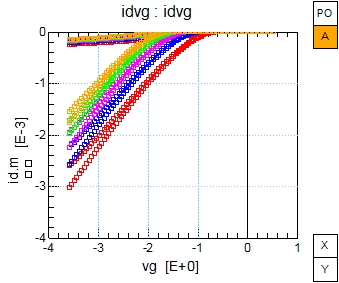 idvg : idvg
PO
A
0
-1
-2
-3
-4
id.m [E-3]
-4 -3 -2 -1 0 1
vg [E+0]
X
Y